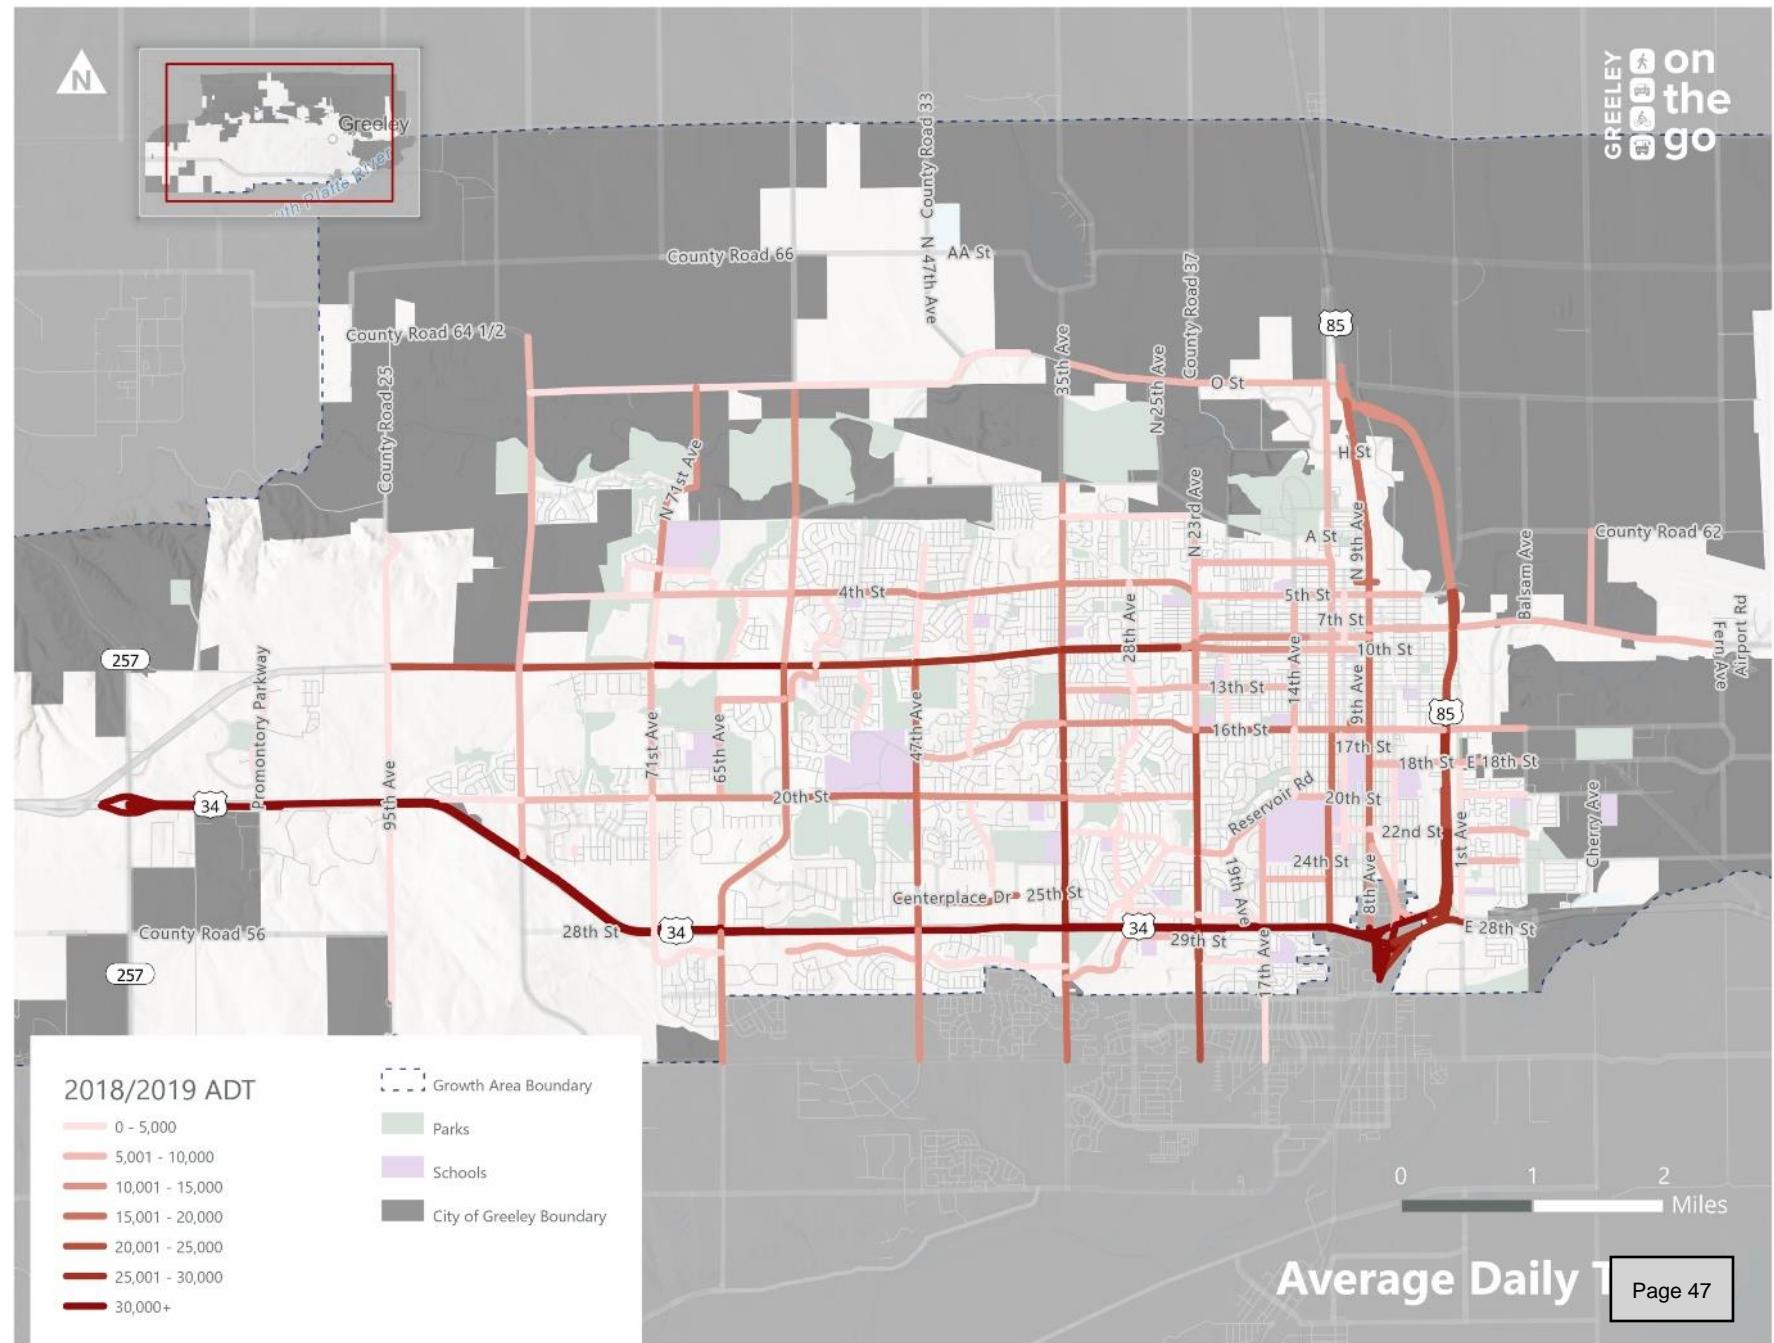 N
Greeley
uth Platte River
GREELEY
on
the
go
County Road 33
N 47th Ave
County Road 66
AA St
County Road 37
County Road 64 1/2
85
35th Ave
N 25th Ave
O St
County Road 25
N 71st Ave
H St
N 23rd Ave
A St
N 9th Ave
County Road 62
Balsam Ave
4th St
5th St
7th St
28th Ave
10th St
Fern Ave
Airport Rd
257
Promontory Parkway
13th St
14th Ave
9th Ave
71st Ave
65th Ave
47th Ave
16th St
85
17th St
18th St
E 18th St
34
95th Ave
20th St
Reservoir Rd
20th St
22nd St
1st Ave
Cherry Ave
24th St
19th Ave
8th Ave
Centerplace Dr
25th St
County Road 56
28th St
34
34
29th St
E 28th St
257
17th Ave
2018/2019 ADT
0 - 5,000
5,001 - 10,000
10,001 - 15,000
15,001 - 20,000
20,001 - 25,000
25,001 - 30,000
30,000+
Growth Area Boundary
Parks
Schools
City of Greeley Boundary
0 1 2
Miles
Average Daily T
Page 47